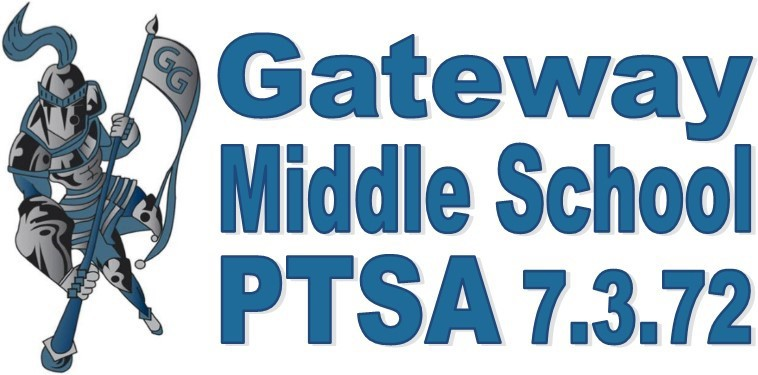 GG
Gateway
Middle School
PTSA 7.3.72